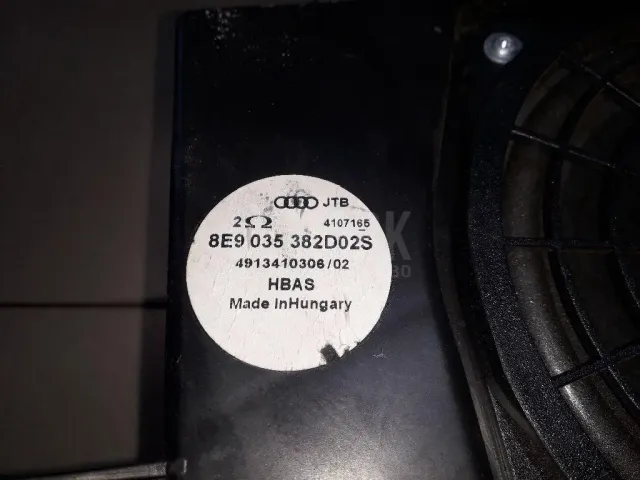 JTB
2Ω 4107165
8E9 035 382D02S
4913410306/02
HBAS
Made InHungary